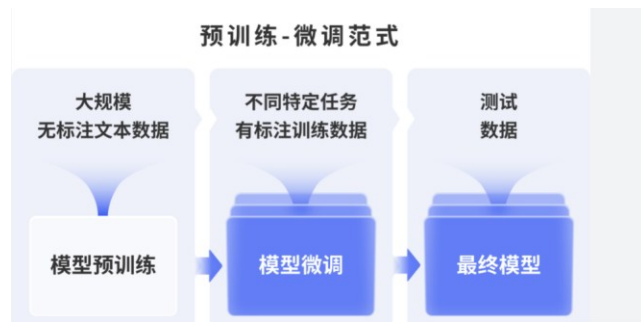 预训练-微调范式
大规模
无标注文本数据
不同特定任务
有标注训练数据
测试
数据
模型预训练
模型微调
最终模型